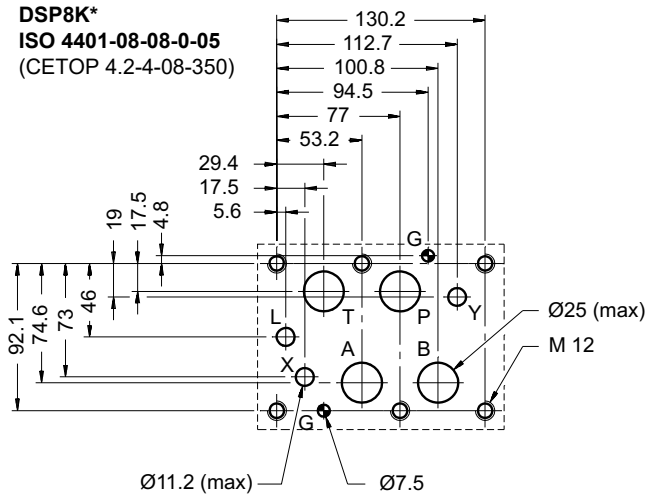 DSP8K*
ISO 4401-08-08-0-05
(CETOP 4.2-4-08-350)
130.2
112.7
100.8
94.5
77
53.2
29.4
17.5
5.6
19
17.5
4.8
G
92.1
74.6
73
46
L
T
P
Y
Ø25 (max)
X
A
B
M 12
G
Ø11.2 (max)
Ø7.5